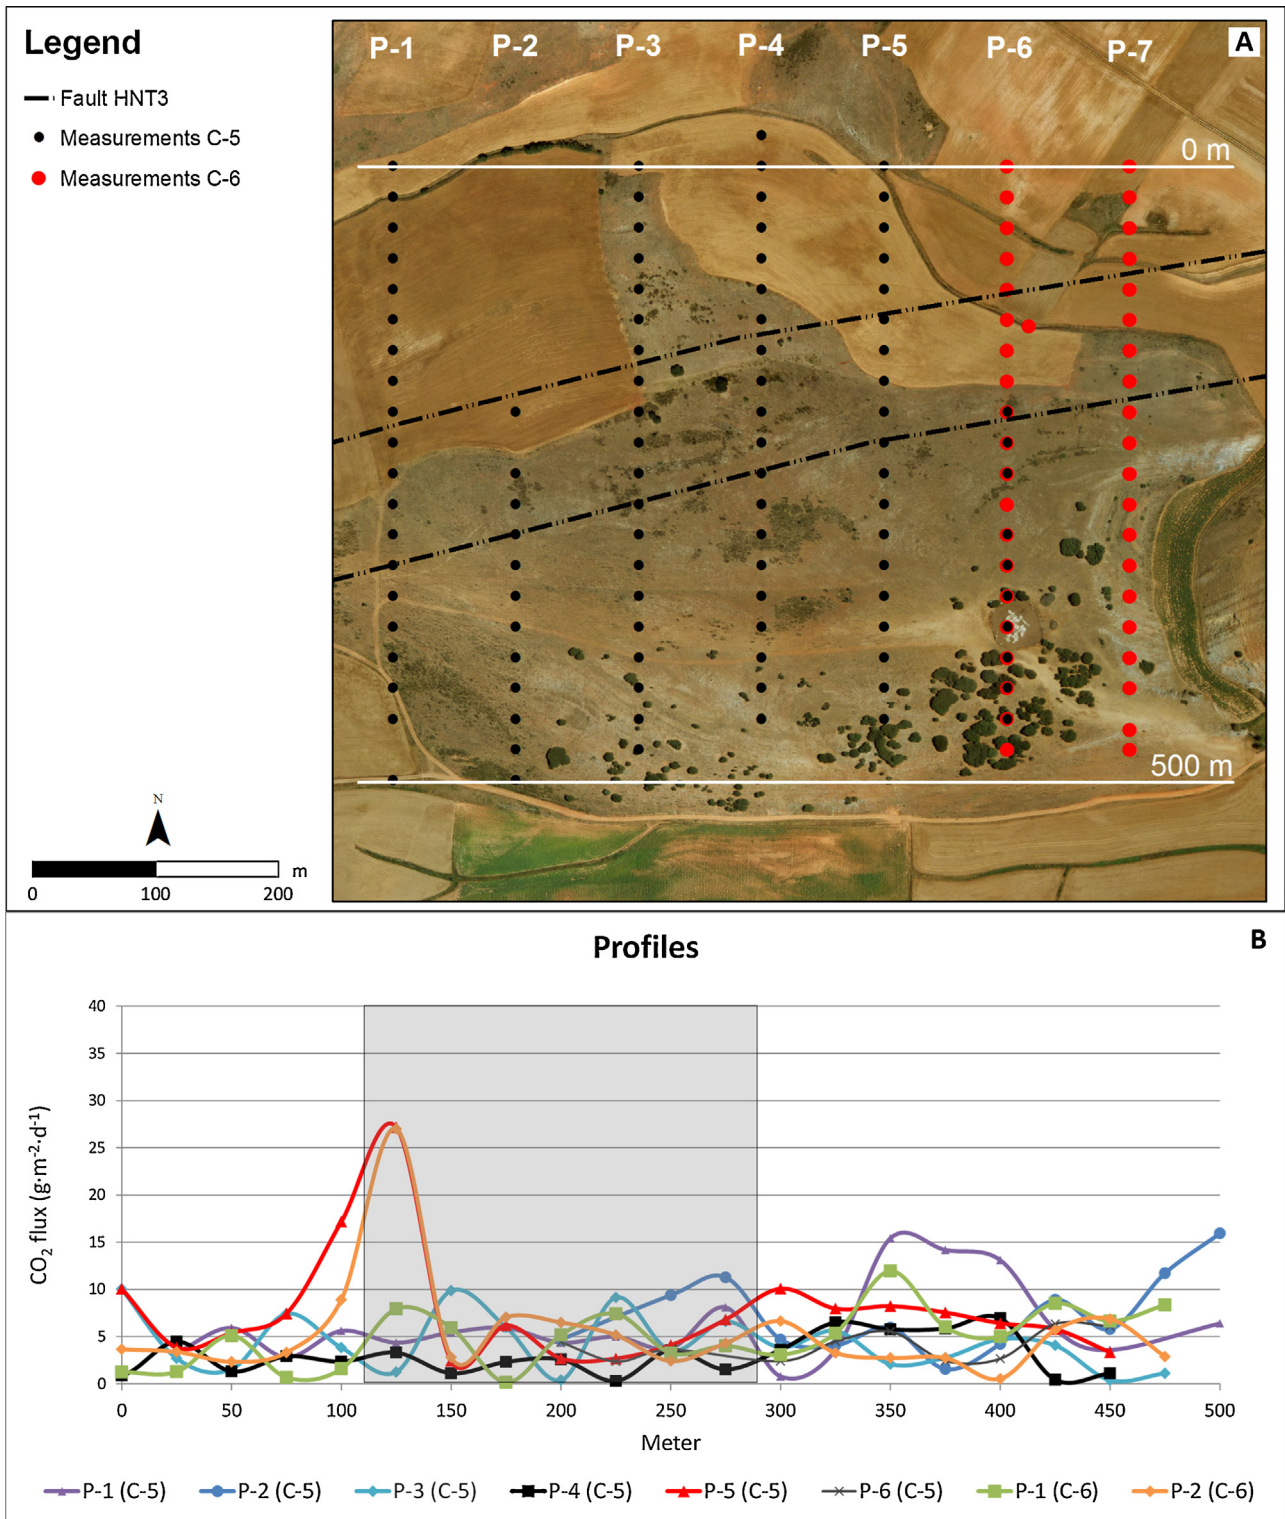 Legend
Fault HNT3
Measurements C-5
Measurements C-6
P-1 P-2 P-3 P-4 P-5 P-6 P-7
A
0 m
500 m
N
m
0 100 200
Profiles
B
40
35
30
25
20
15
10
5
0
CO₂ flux (g·m⁻²·d⁻¹)
0 50 100 150 200 250 300 350 400 450 500
Meter
P-1 (C-5) P-2 (C-5) P-3 (C-5) P-4 (C-5) P-5 (C-5) P-6 (C-5) P-1 (C-6) P-2 (C-6)